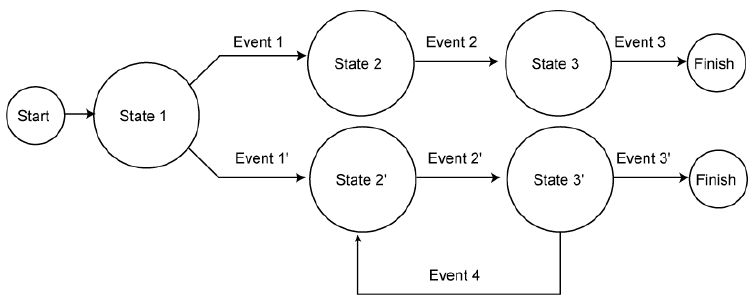 Event 1
Event 2
Event 3
State 2
State 3
Finish
Start
State 1
Event 1'
Event 2'
Event 3'
State 2'
State 3'
Finish
Event 4